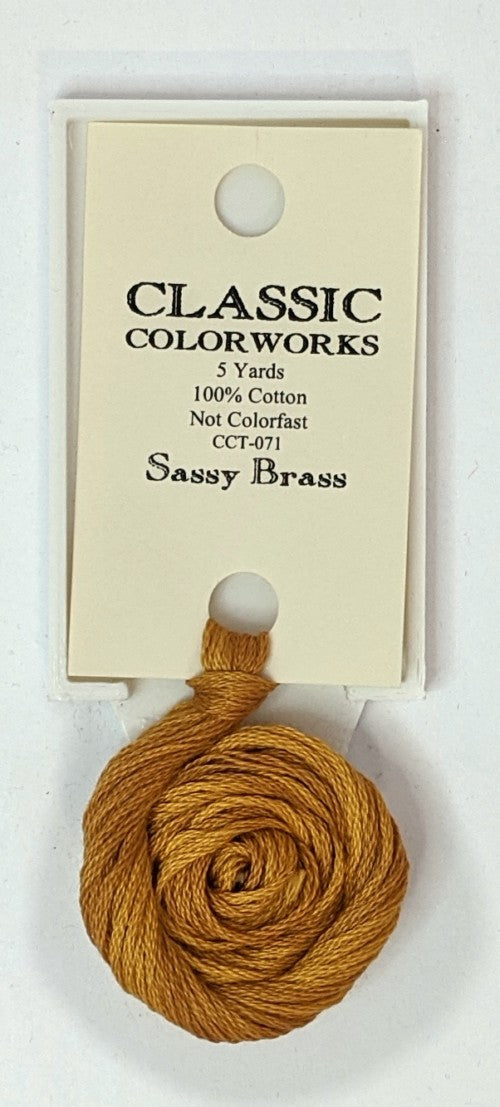 CLASSIC
COLORWORKS
5 Yards
100% Cotton
Not Colorfast
CCT-071
Sassy Brass